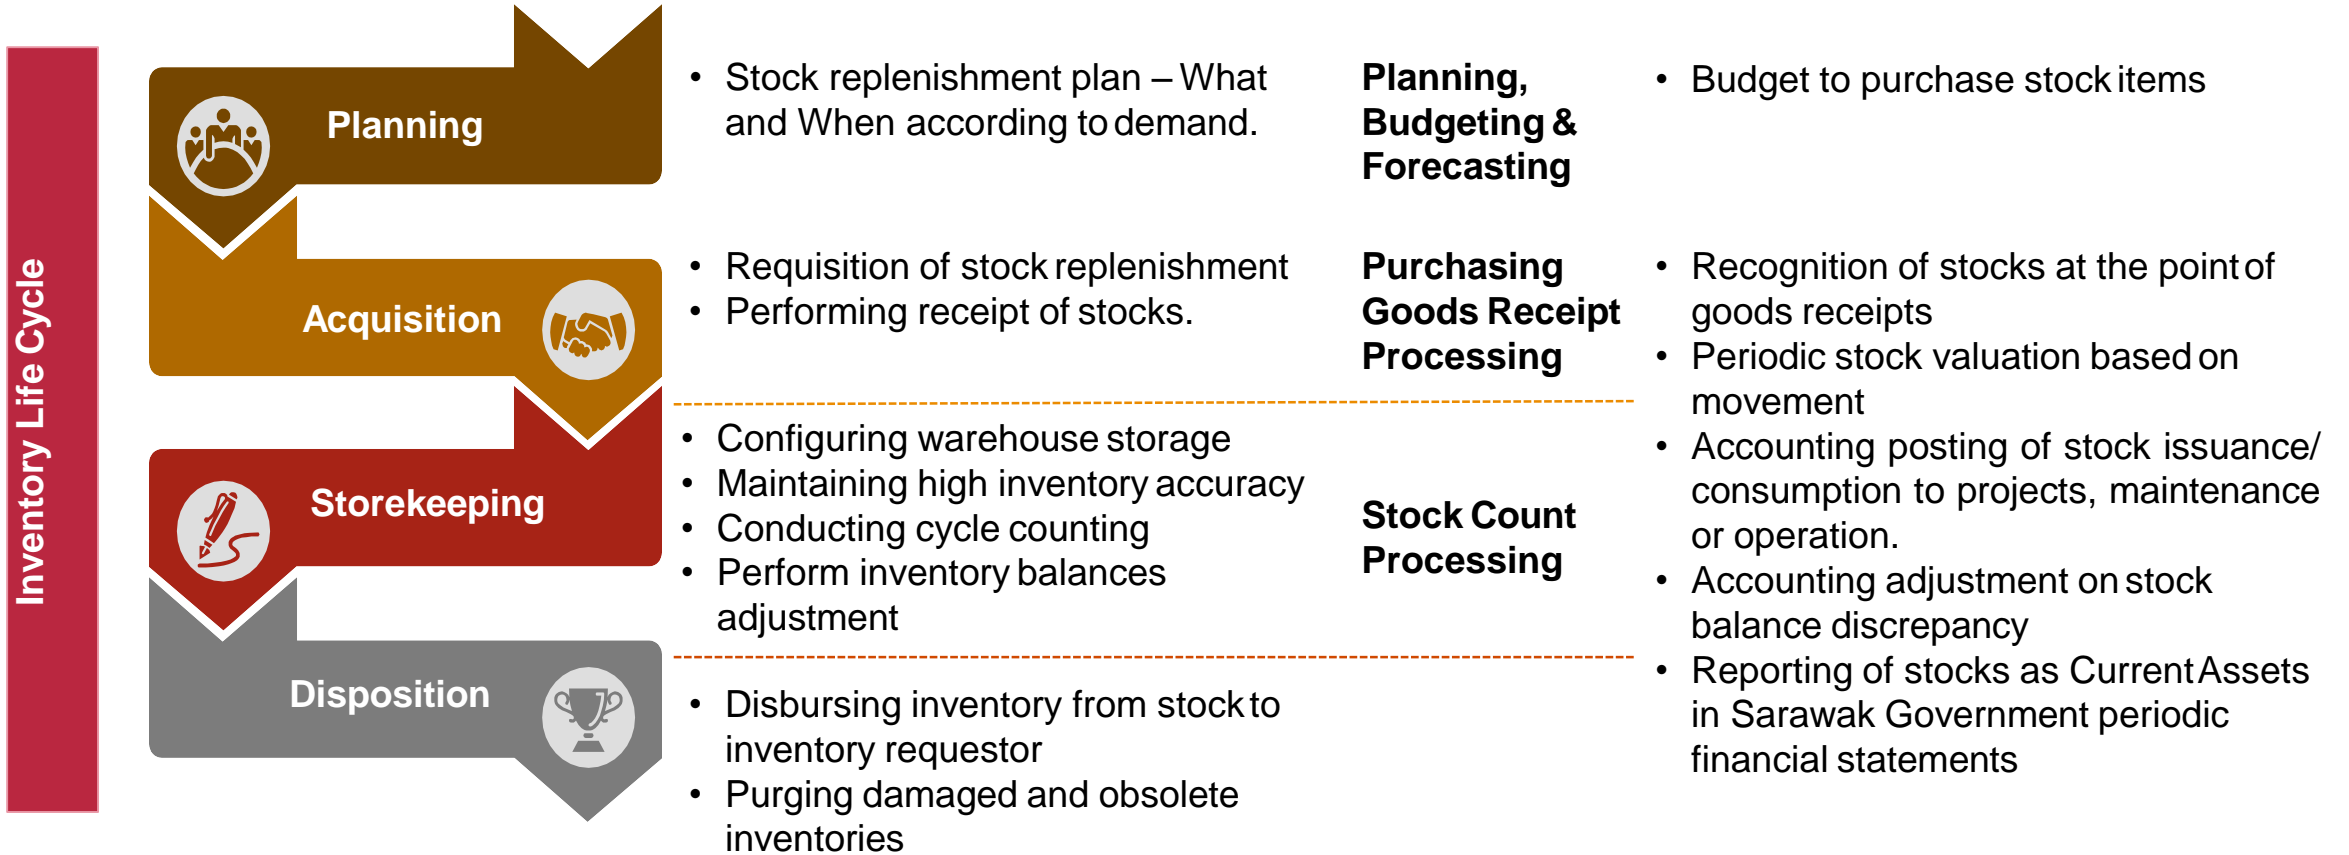 Inventory Life Cycle
Planning
• Stock replenishment plan – What
and When according to demand.
Planning,
Budgeting &
Forecasting
• Budget to purchase stock items
Acquisition
• Requisition of stock replenishment
• Performing receipt of stocks.
Purchasing
Goods Receipt
Processing
• Recognition of stocks at the point of
goods receipts
• Periodic stock valuation based on
movement
• Accounting posting of stock issuance/
consumption to projects, maintenance
or operation.
• Accounting adjustment on stock
balance discrepancy
• Reporting of stocks as Current Assets
in Sarawak Government periodic
financial statements
Storekeeping
• Configuring warehouse storage
• Maintaining high inventory accuracy
• Conducting cycle counting
• Perform inventory balances
adjustment
Stock Count
Processing
Disposition
• Disbursing inventory from stock to
inventory requestor
• Purging damaged and obsolete
inventories